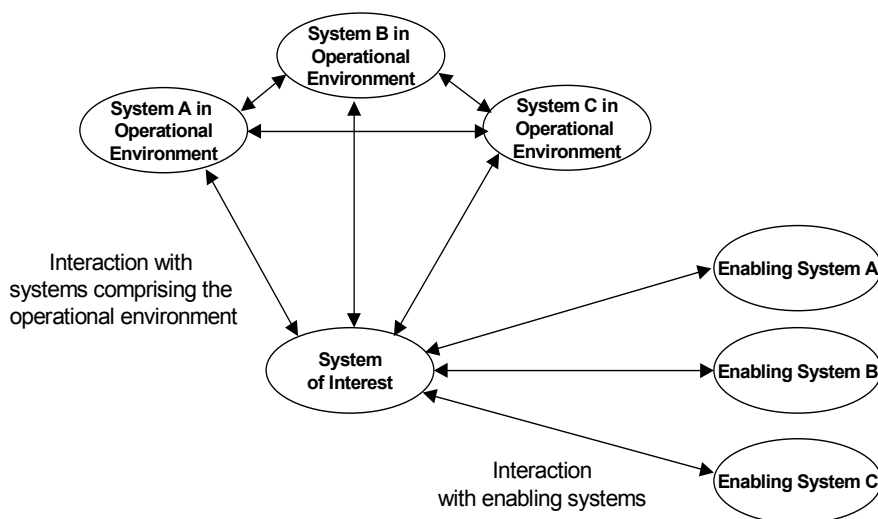 System B in
Operational
Environment
System A in
Operational
Environment
System C in
Operational
Environment
Interaction with
systems comprising the
operational environment
Enabling System A
System
of Interest
Enabling System B
Interaction
with enabling systems
Enabling System C